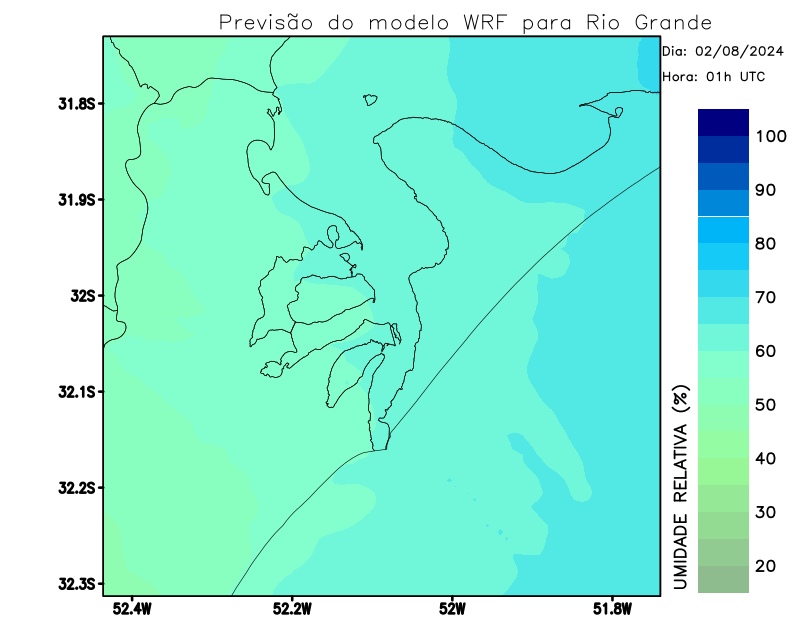 Previsão do modelo WRF para Rio Grande
Dia: 02/08/2024
Hora: 01h UTC
31.8S
31.9S
32S
32.1S
32.2S
32.3S
52.4W
52.2W
52W
51.8W
100
90
80
70
60
50
40
30
20
UMIDADE RELATIVA (%)